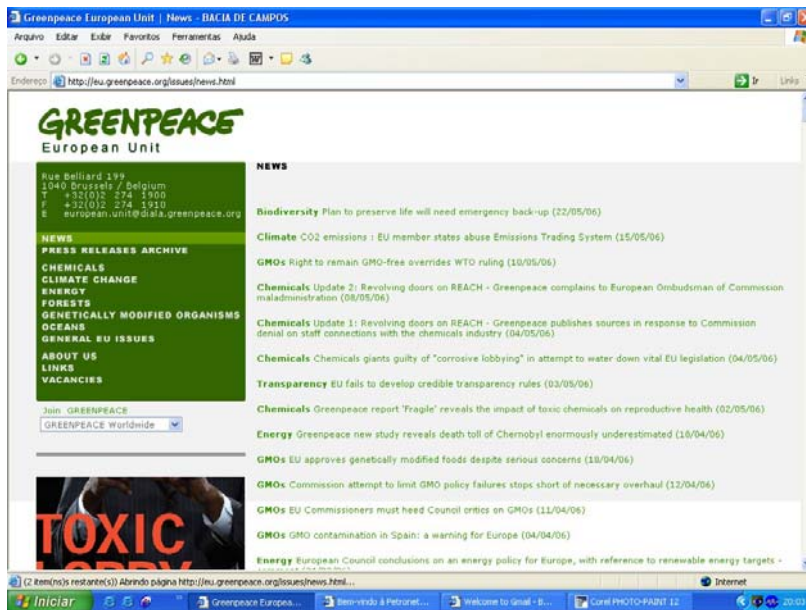 Greenpeace European Unit | News - BACIA DE CAMPOS
Arquivo Editar Exibir Favoritos Ferramentas Ajuda
Endereço http://eu.greenpeace.org/issues/news.html Ir Links
GREENPEACE
European Unit
Rue Belliard 199
1040 Brussels / Belgium
T +32(0)2 274 1900
F +32(0)2 274 1910
E european.unit@diala.greenpeace.org
NEWS
PRESS RELEASES ARCHIVE
CHEMICALS
CLIMATE CHANGE
ENERGY
FORESTS
GENETICALLY MODIFIED ORGANISMS
OCEANS
GENERAL EU ISSUES
ABOUT US
LINKS
VACANCIES
Join GREENPEACE
GREENPEACE Worldwide
TOXIC
LOBBY
NEWS
Biodiversity Plan to preserve life will need emergency back-up (22/05/06)
Climate CO2 emissions : EU member states abuse Emissions Trading System (15/05/06)
GMOs Right to remain GMO-free overrides WTO ruling (10/05/06)
Chemicals Update 2: Revolving doors on REACH - Greenpeace complains to European Ombudsman of Commission
maladministration (08/05/06)
Chemicals Update 1: Revolving doors on REACH - Greenpeace publishes sources in response to Commission
denial on staff connections with the chemicals industry (04/05/06)
Chemicals Chemicals giants guilty of "corrosive lobbying" in attempt to water down vital EU legislation (04/05/06)
Transparency EU fails to develop credible transparency rules (03/05/06)
Chemicals Greenpeace report 'Fragile' reveals the impact of toxic chemicals on reproductive health (02/05/06)
Energy Greenpeace new study reveals death toll of Chernobyl enormously underestimated (18/04/06)
GMOs EU approves genetically modified foods despite serious concerns (18/04/06)
GMOs Commission attempt to limit GMO policy failures stops short of necessary overhaul (12/04/06)
GMOs EU Commissioners must heed Council critics on GMOs (11/04/06)
GMOs GMO contamination in Spain: a warning for Europe (04/04/06)
Energy European Council conclusions on an energy policy for Europe, with reference to renewable energy targets -
(2 item(ns)s restante(s)) Abrindo página http://eu.greenpeace.org/issues/news.html... Internet
Iniciar Greenpeace Europea... Bem-vindo à Petronet... Welcome to Gmail - B... Corel PHOTO-PAINT 12